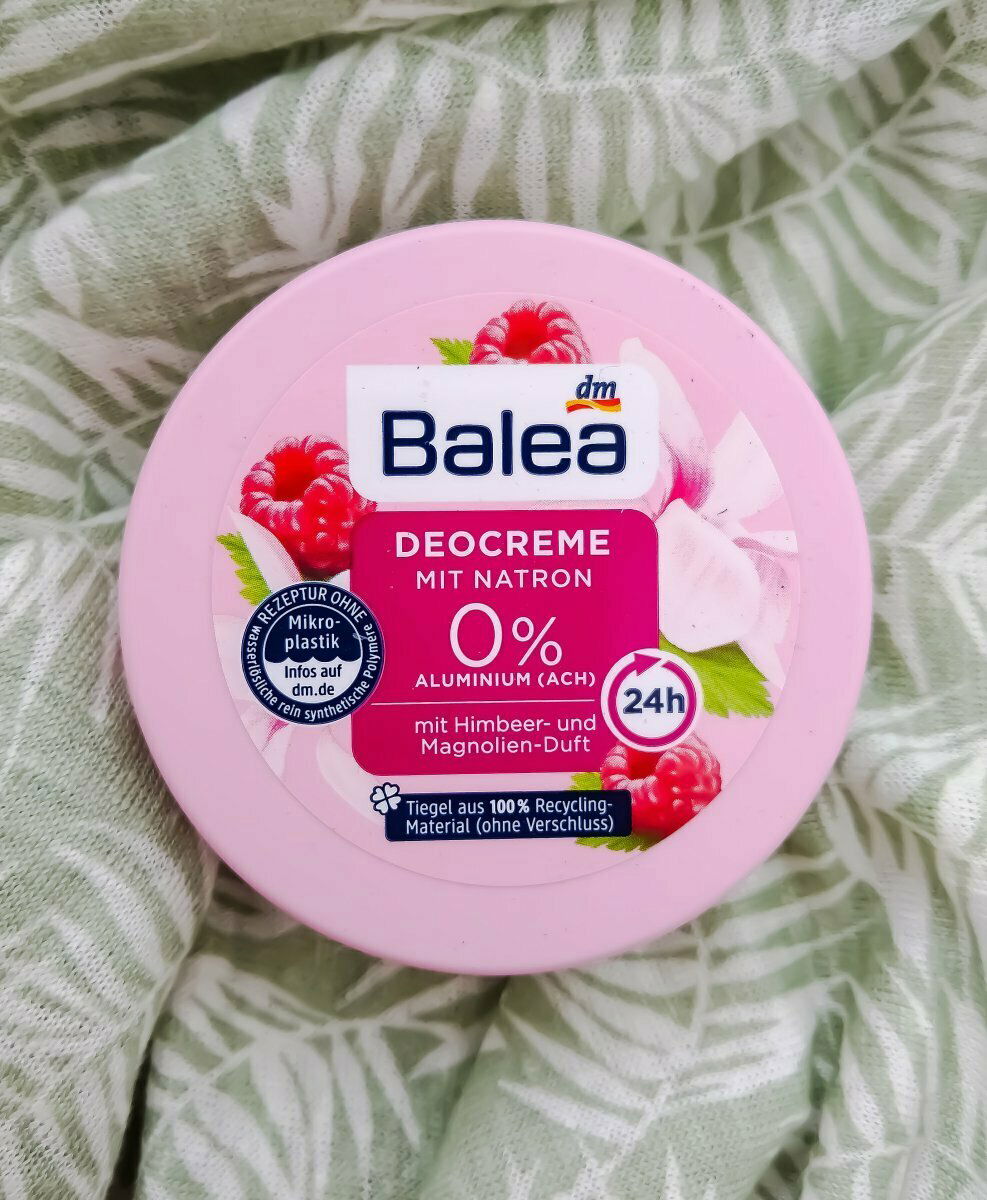 dm
Balea
DEOCREME
MIT NATRON
0%
ALUMINIUM (ACH)
mit Himbeer- und
Magnolien-Duft
REZEPTUR OHNE
Mikro-
plastik
Infos auf
dm.de
wasserlösliche rein synthetische Polymere
24h
Tiegel aus 100% Recycling-
Material (ohne Verschluss)